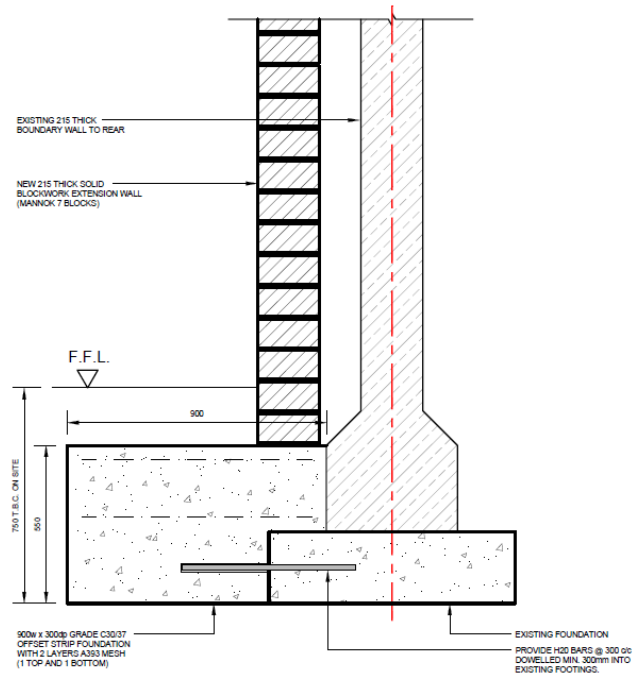 EXISTING 215 THICK
BOUNDARY WALL TO REAR
NEW 215 THICK SOLID
BLOCKWORK EXTENSION WALL
(MANNOK 7 BLOCKS)
F.F.L.
900
750 T.B.C. ON SITE
550
900w x 300dp GRADE C30/37
OFFSET STRIP FOUNDATION
WITH 2 LAYERS A393 MESH
(1 TOP AND 1 BOTTOM)
EXISTING FOUNDATION
PROVIDE H20 BARS @ 300 c/c
DOWELLED MIN. 300mm INTO
EXISTING FOOTINGS.